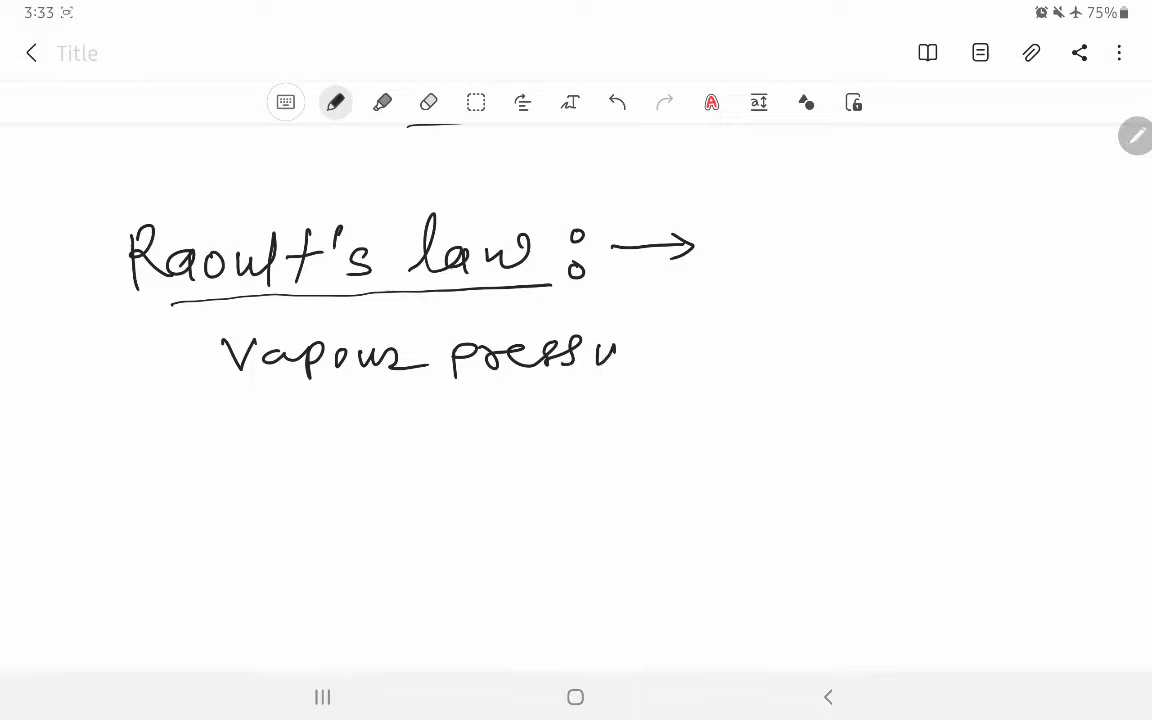 3:33
75%
Title
Raoult's law :→
Vapour pressu